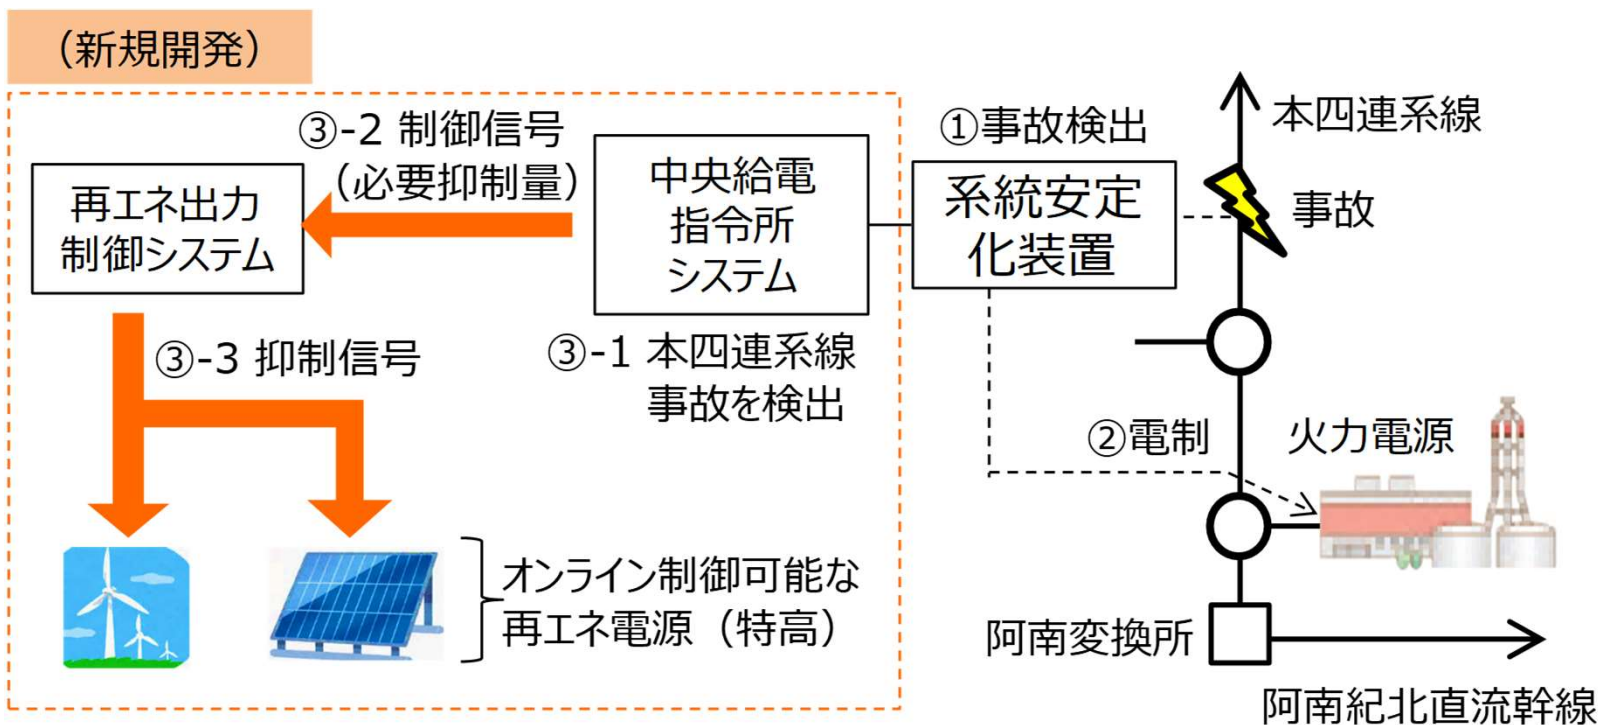 （新規開発）
③-2 制御信号
（必要抑制量）
再エネ出力
制御システム
中央給電
指令所
システム
①事故検出
系統安定
化装置
本四連系線
事故
③-3 抑制信号
③-1 本四連系線
事故を検出
②電制
火力電源
オンライン制御可能な
再エネ電源（特高）
阿南変換所
阿南紀北直流幹線